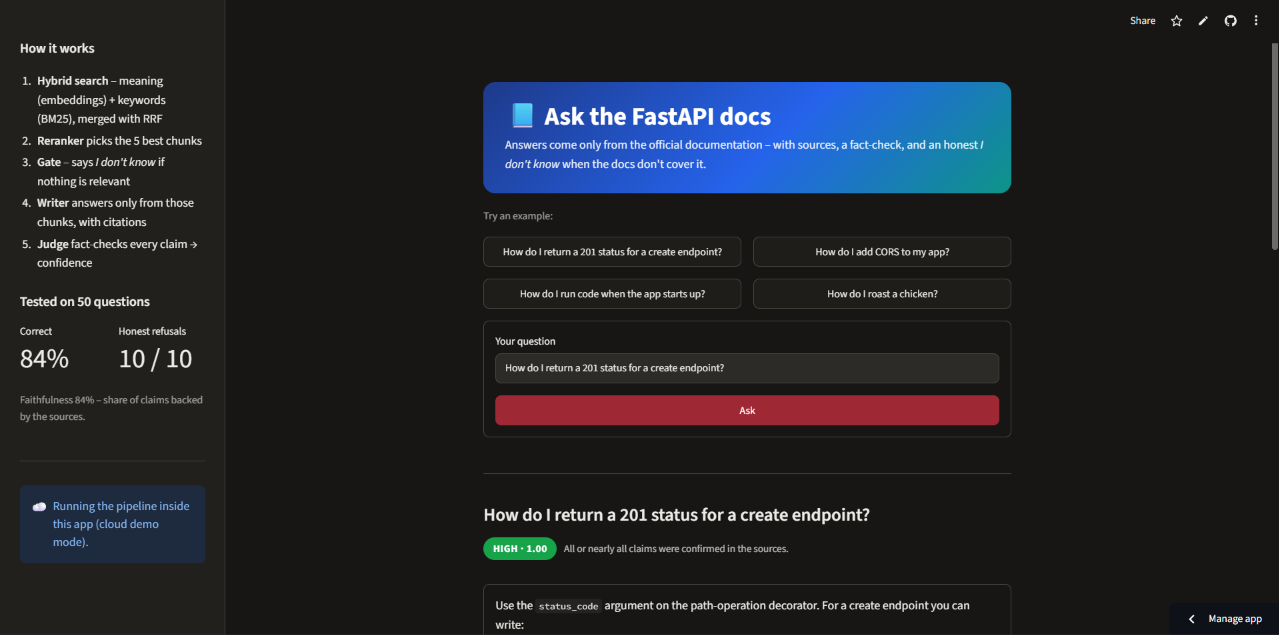 Share
How it works
1. Hybrid search – meaning
(embeddings) + keywords
(BM25), merged with RRF
2. Reranker picks the 5 best chunks
3. Gate – says I don't know if
nothing is relevant
4. Writer answers only from those
chunks, with citations
5. Judge fact-checks every claim →
confidence
Tested on 50 questions
Correct
Honest refusals
84%
10 / 10
Faithfulness 84% – share of claims backed
by the sources.
Running the pipeline inside
this app (cloud demo
mode).
Ask the FastAPI docs
Answers come only from the official documentation – with sources, a fact-check, and an honest I
don't know when the docs don't cover it.
Try an example:
How do I return a 201 status for a create endpoint?
How do I add CORS to my app?
How do I run code when the app starts up?
How do I roast a chicken?
Your question
How do I return a 201 status for a create endpoint?
Ask
How do I return a 201 status for a create endpoint?
HIGH · 1.00
All or nearly all claims were confirmed in the sources.
Use the status_code argument on the path-operation decorator. For a create endpoint you can
write:
Manage app